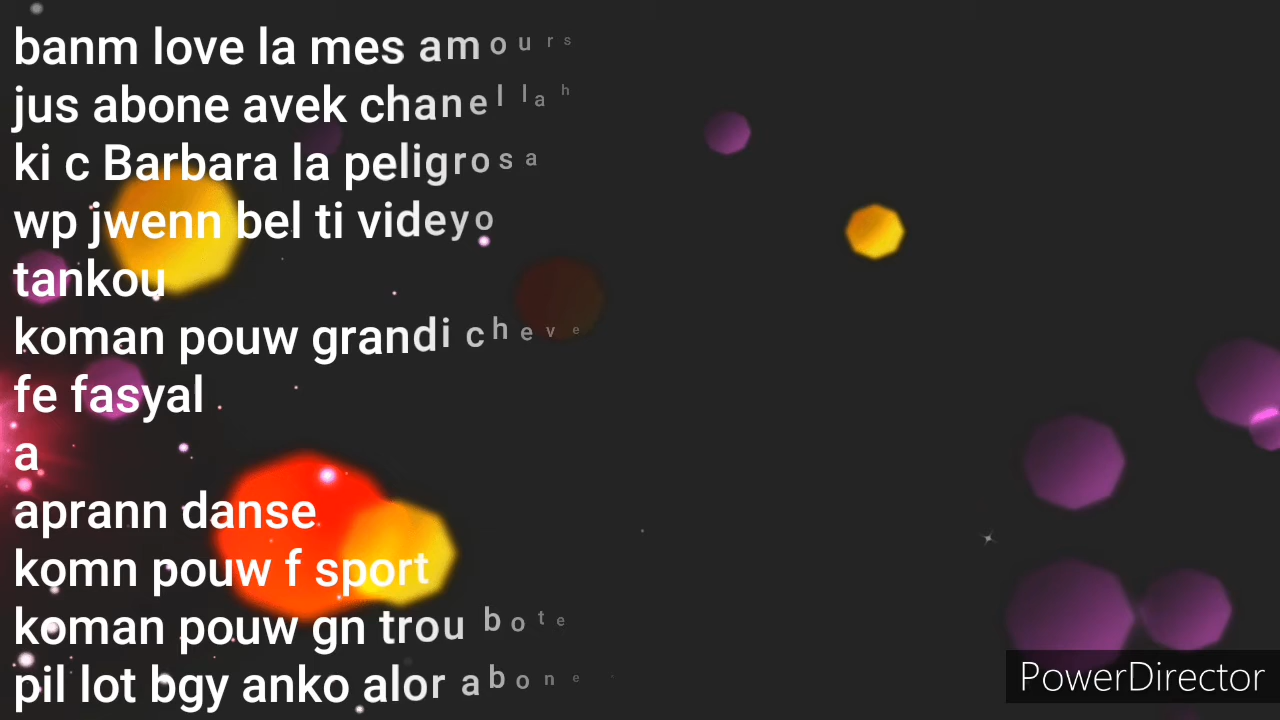 banm love la mes amours
jus abone avek chanel la h
ki c Barbara la peligrosa
wp jwenn bel ti videyo
tankou
koman pouw grandi cheve
fe fasyal
a
aprann danse
komn pouw f sport
koman pouw gn trou bote
pil lot bgy anko alor abone
PowerDirector